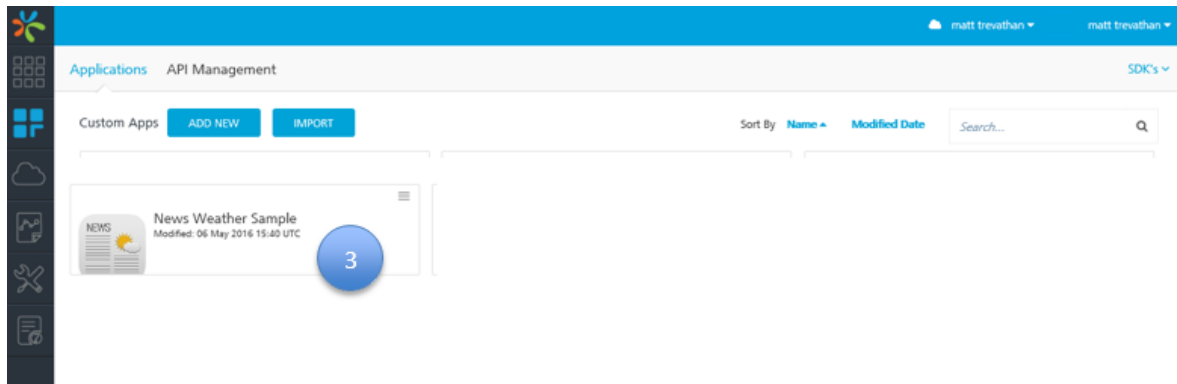 matt trevathan matt trevathan
Applications API Management SDK's
Custom Apps ADD NEW IMPORT Sort By Name Modified Date Search...
NEWS
News Weather Sample
Modified: 06 May 2016 15:40 UTC
3